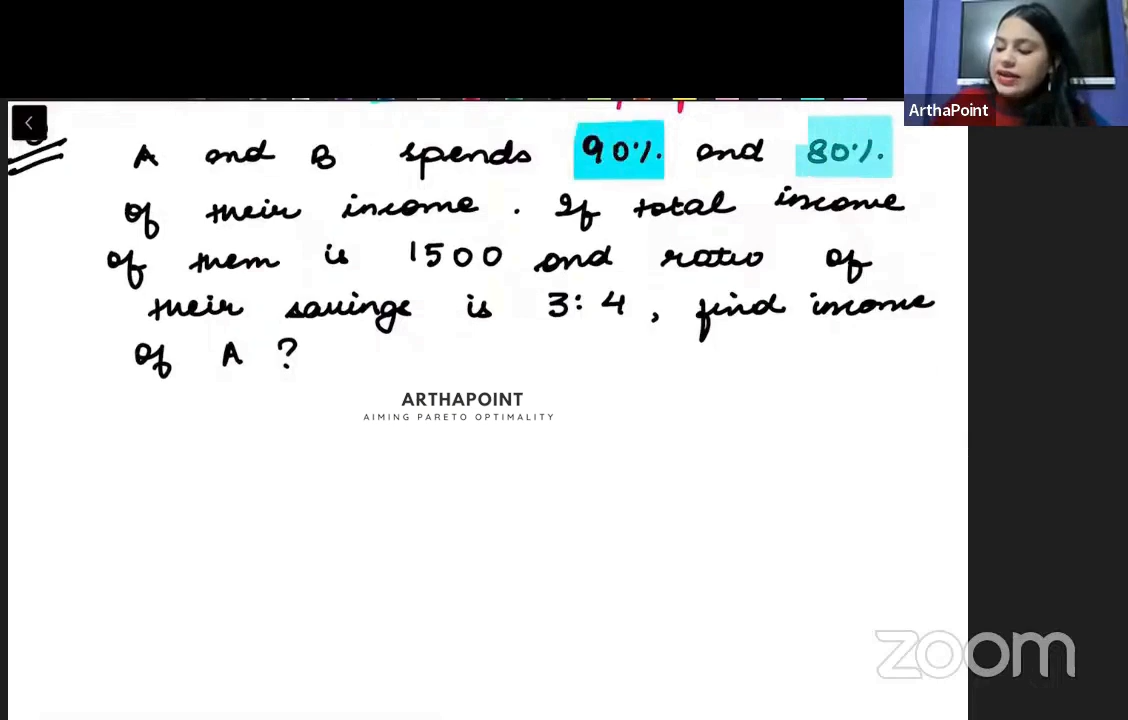 ArthaPoint
A and B spends 90%. and 80%.
of their income. If total income
of them is 1500 and ratio of
their savings is 3:4, find income
of A ?
ARTHAPOINT
AIMING PARETO OPTIMALITY
zoom